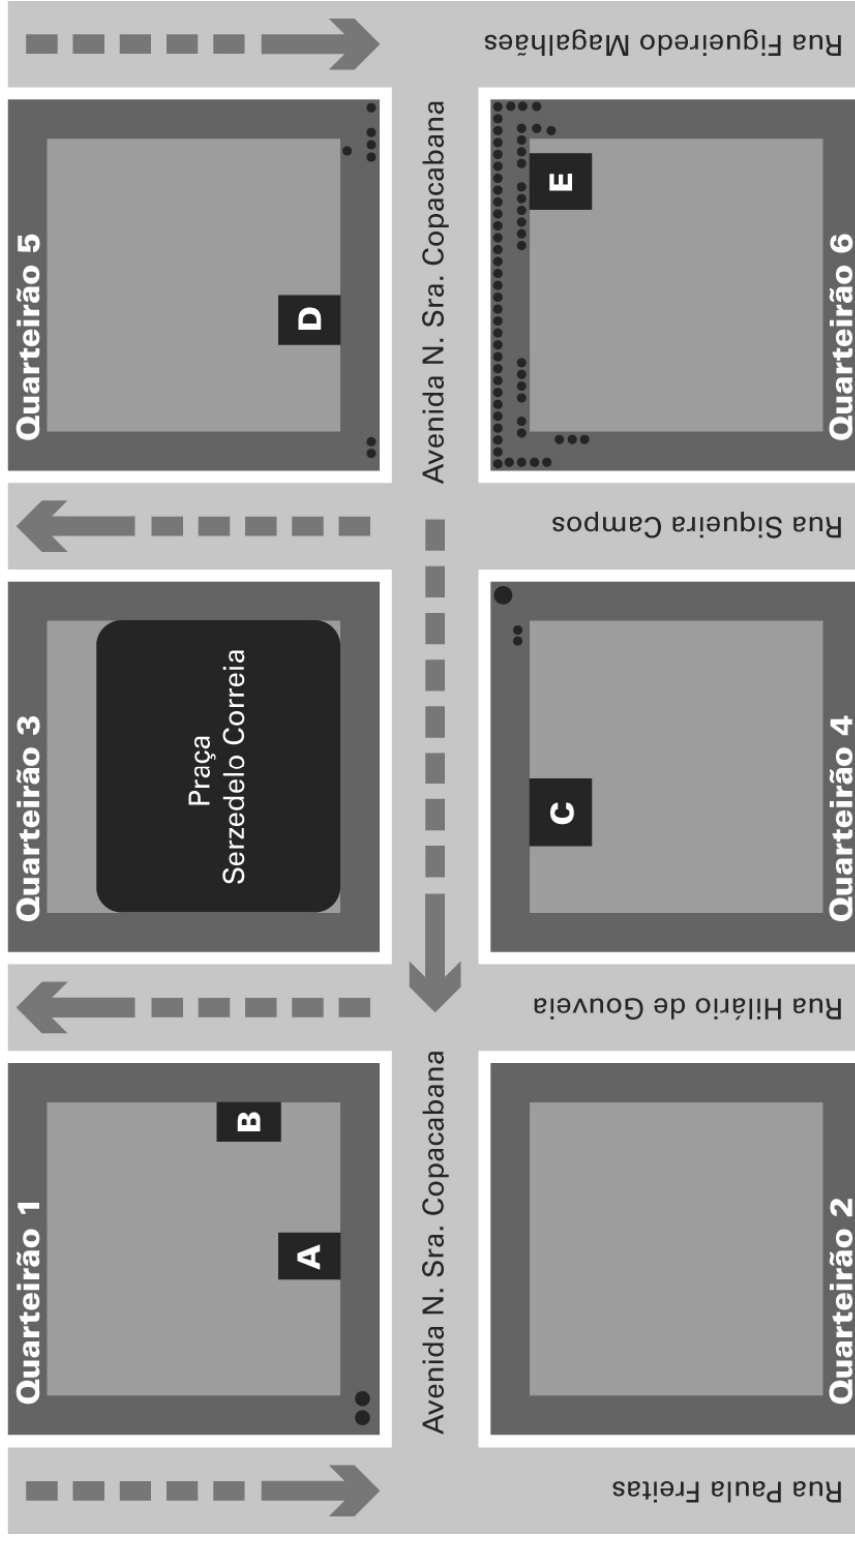 Rua Figueiredo Magalhães
Quarteirão 5
D
Avenida N. Sra. Copacabana
E
Quarteirão 6
Rua Siqueira Campos
Quarteirão 3
Praça
Serzedelo Correia
C
Quarteirão 4
Rua Hilário de Gouveia
Quarteirão 1
B
A
Avenida N. Sra. Copacabana
Quarteirão 2
Rua Paula Freitas